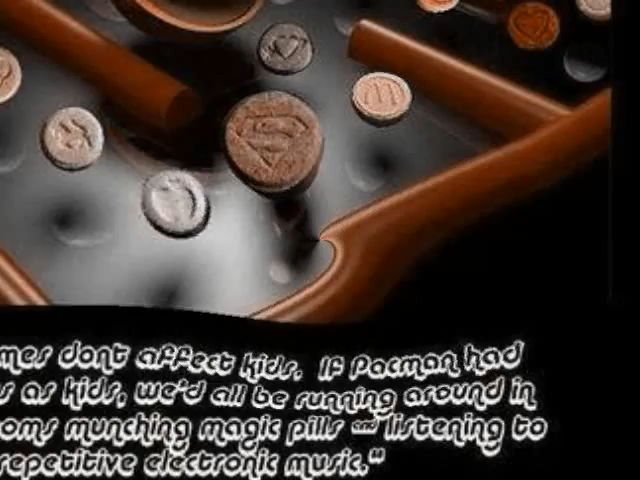 mes dont affect kids. If Pacman had
s as kids, we'd all be running around in
oms munching magic pills and listening to
repetitive electronic music."